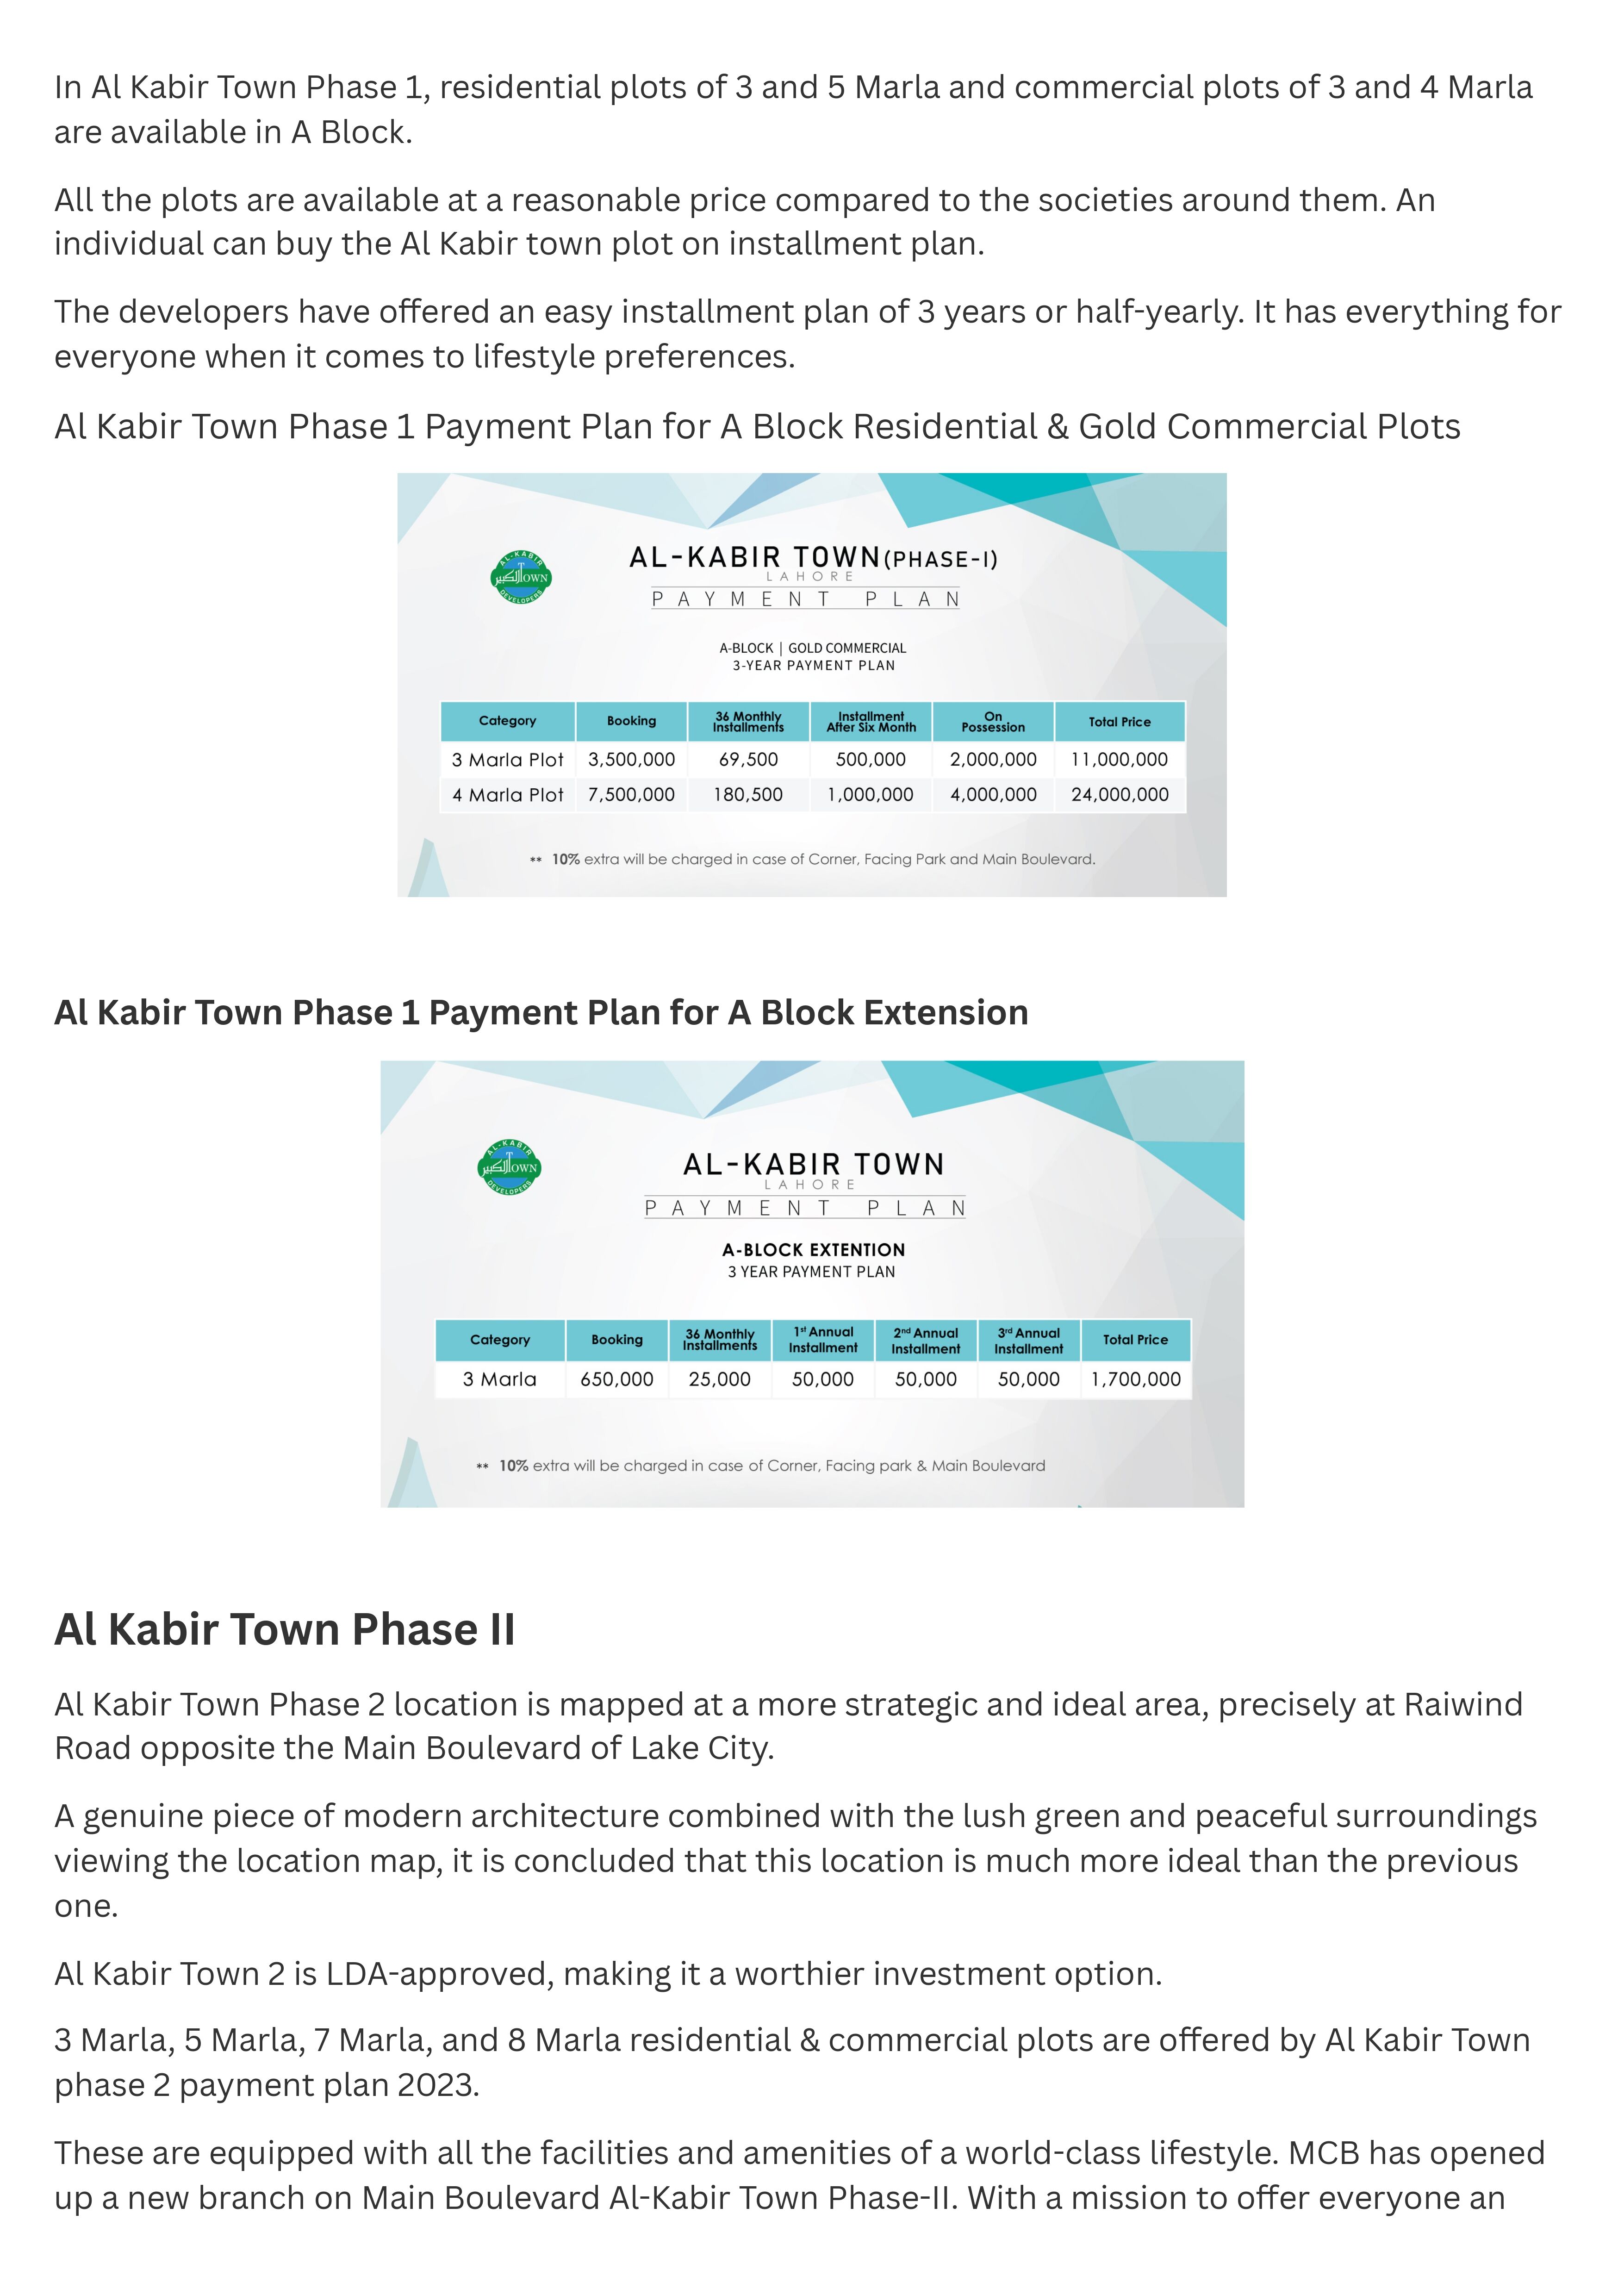 In Al Kabir Town Phase 1, residential plots of 3 and 5 Marla and commercial plots of 3 and 4 Marla
are available in A Block.
All the plots are available at a reasonable price compared to the societies around them. An
individual can buy the Al Kabir town plot on installment plan.
The developers have offered an easy installment plan of 3 years or half-yearly. It has everything for
everyone when it comes to lifestyle preferences.
Al Kabir Town Phase 1 Payment Plan for A Block Residential & Gold Commercial Plots
AL-KABIR
الكبير TOWN
DEVELOPERS
AL-KABIR TOWN(PHASE-I)
LAHORE
PAYMENT PLAN
A-BLOCK | GOLD COMMERCIAL
3-YEAR PAYMENT PLAN
Category Booking 36 Monthly Installments Installment After Six Month On Possession Total Price
3 Marla Plot 3,500,000 69,500 500,000 2,000,000 11,000,000
4 Marla Plot 7,500,000 180,500 1,000,000 4,000,000 24,000,000
** 10% extra will be charged in case of Corner, Facing Park and Main Boulevard.
Al Kabir Town Phase 1 Payment Plan for A Block Extension
AL-KABIR
الكبير TOWN
DEVELOPERS
AL-KABIR TOWN
LAHORE
PAYMENT PLAN
A-BLOCK EXTENTION
3 YEAR PAYMENT PLAN
Category Booking 36 Monthly Installments 1st Annual Installment 2nd Annual Installment 3rd Annual Installment Total Price
3 Marla 650,000 25,000 50,000 50,000 50,000 1,700,000
** 10% extra will be charged in case of Corner, Facing park & Main Boulevard
Al Kabir Town Phase II
Al Kabir Town Phase 2 location is mapped at a more strategic and ideal area, precisely at Raiwind
Road opposite the Main Boulevard of Lake City.
A genuine piece of modern architecture combined with the lush green and peaceful surroundings
viewing the location map, it is concluded that this location is much more ideal than the previous
one.
Al Kabir Town 2 is LDA-approved, making it a worthier investment option.
3 Marla, 5 Marla, 7 Marla, and 8 Marla residential & commercial plots are offered by Al Kabir Town
phase 2 payment plan 2023.
These are equipped with all the facilities and amenities of a world-class lifestyle. MCB has opened
up a new branch on Main Boulevard Al-Kabir Town Phase-II. With a mission to offer everyone an